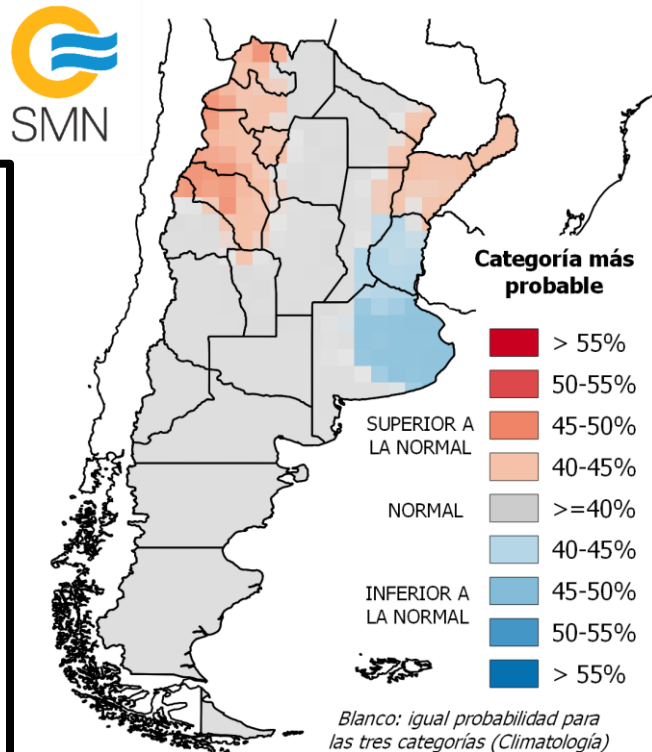 SMN
Categoría más
probable
> 55%
50-55%
SUPERIOR A
LA NORMAL
45-50%
40-45%
NORMAL
>=40%
40-45%
INFERIOR A
LA NORMAL
45-50%
50-55%
> 55%
Blanco: igual probabilidad para
las tres categorías (Climatología)